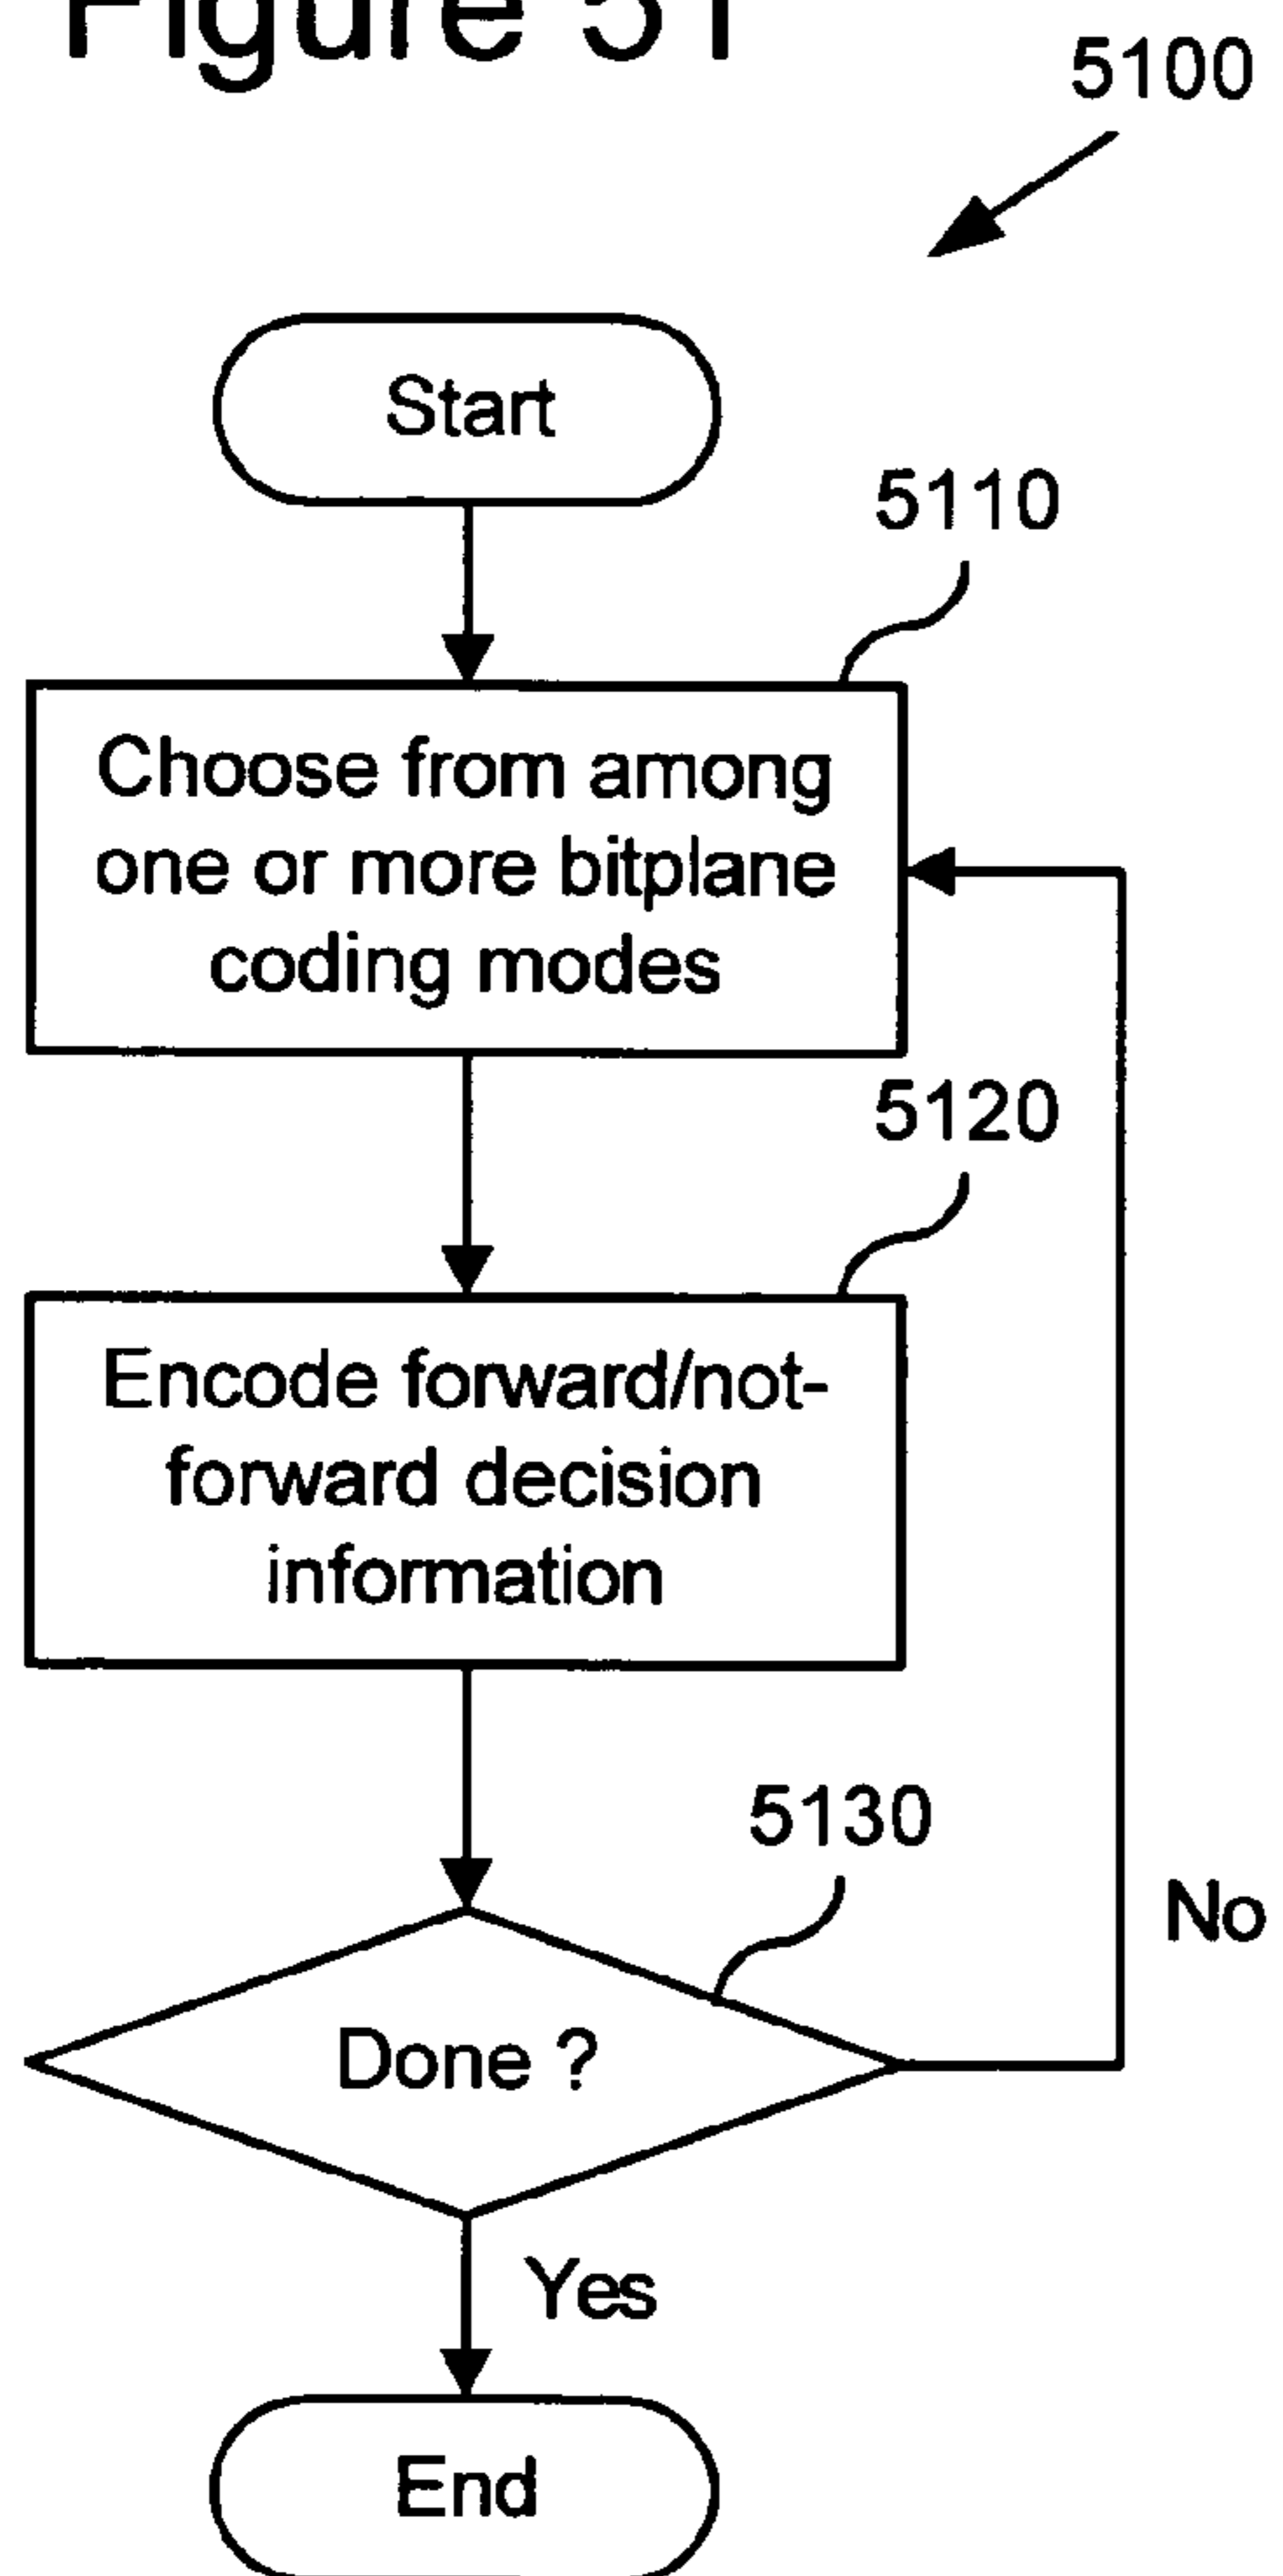 Figure 51
5100
Start
5110
Choose from among
one or more bitplane
coding modes
5120
Encode forward/not-
forward decision
information
5130
No
Done ?
Yes
End